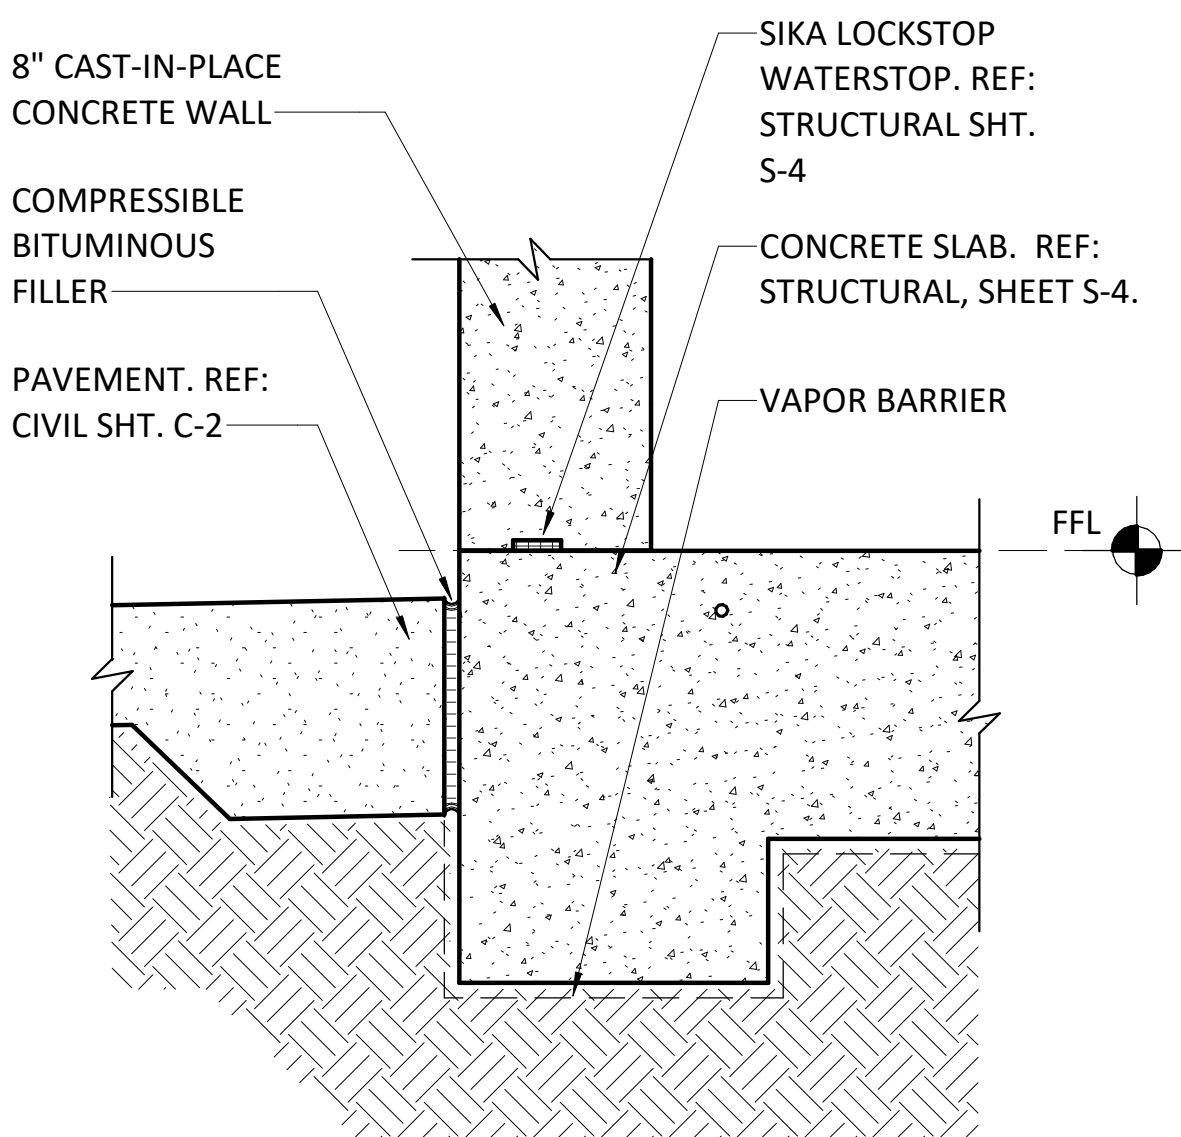 8" CAST-IN-PLACE
CONCRETE WALL
COMPRESSIBLE
BITUMINOUS
FILLER
PAVEMENT. REF:
CIVIL SHT. C-2
SIKA LOCKSTOP
WATERSTOP. REF:
STRUCTURAL SHT.
S-4
CONCRETE SLAB.  REF:
STRUCTURAL, SHEET S-4.
VAPOR BARRIER
FFL